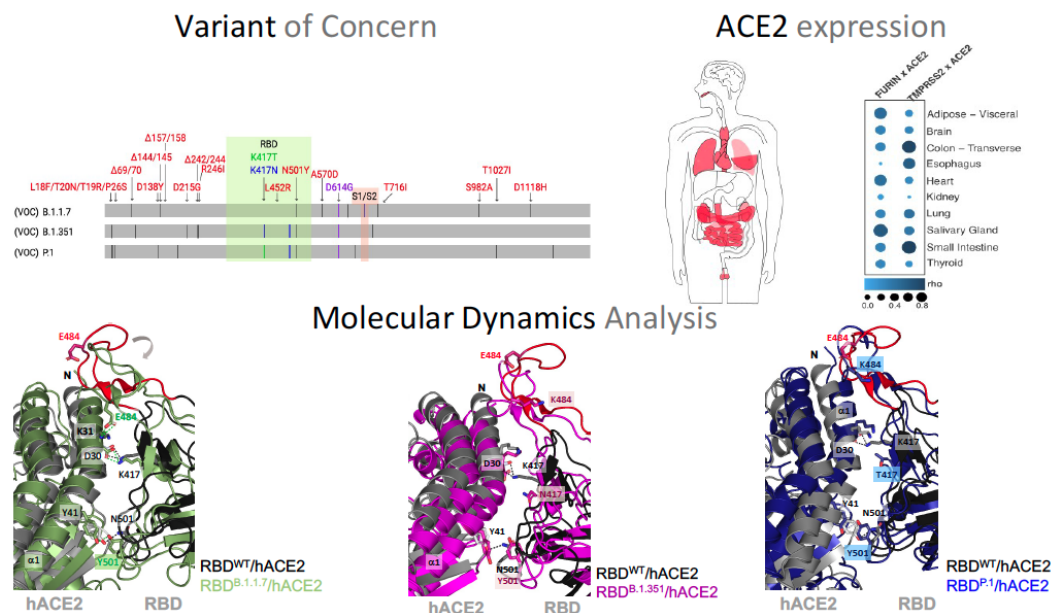 Variant of Concern
ACE2 expression
FURIN x ACE2
TMPRSS2 x ACE2
Δ157/158
Δ144/145
Δ242/244
Δ69/70
R246I
L18F/T20N/T19R/P26S
D138Y
D215G
RBD
K417T
K417N
N501Y
L452R
A570D
D614G
S1/S2
T716I
T1027I
S982A
D1118H
(VOC) B.1.1.7
(VOC) B.1.351
(VOC) P.1
Adipose – Visceral
Brain
Colon – Transverse
Esophagus
Heart
Kidney
Lung
Salivary Gland
Small Intestine
Thyroid
rho
0.0 0.4 0.8
Molecular Dynamics Analysis
E484
N
E484
K31
D30
K417
Y41
N501
Y501
α1
RBDWT/hACE2
RBDB.1.1.7/hACE2
hACE2 RBD
E484
N
K484
D30
K417
N417
Y41
α1
N501
Y501
RBDWT/hACE2
RBDB.1.351/hACE2
hACE2 RBD
E484
K484
N
α1
D30
K417
T417
Y41
N501
Y501
RBDWT/hACE2
RBDP.1/hACE2
hACE2 RBD